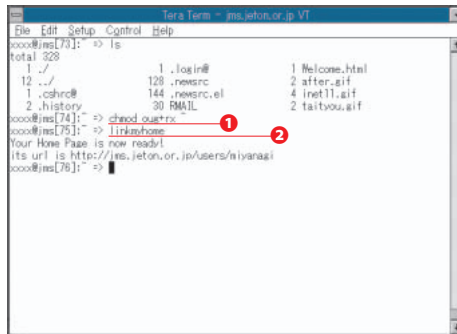 Tera Term - jms.jeton.or.jp VT
File Edit Setup Control Help
xxxx@jms[73]:~ => ls
total 328
1 ./ 1 .login@ 1 Welcome.html
12 ../ 128 .newsrc 2 after.gif
1 .cshrc@ 144 .newsrc.el 4 inet11.gif
2 .history 30 RMAIL 2 taityou.gif
xxxx@jms[74]:~ => chmod oug+rx ~
1
xxxx@jms[75]:~ => linkmyhome
2
Your Home Page is now ready!
its url is http://jms.jeton.or.jp/users/miyanagi
xxxx@jms[76]:~ =>